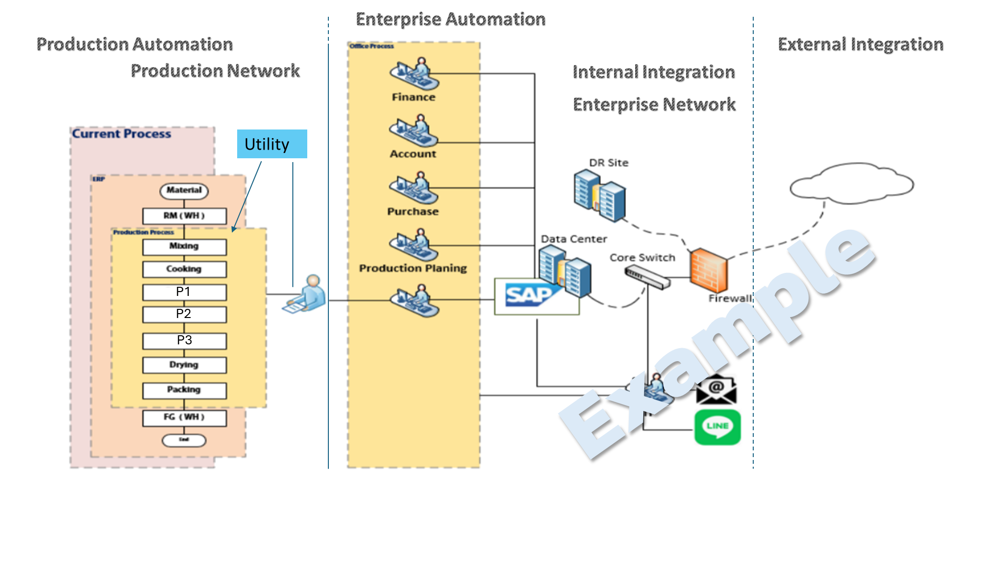 Enterprise Automation
Production Automation
Production Network
External Integration
Internal Integration
Enterprise Network
Office Process
Finance
Account
Purchase
Production Planing
Current Process
Utility
ERP
Material
RM ( WH )
Production Process
Mixing
Cooking
P1
P2
P3
Drying
Packing
FG ( WH )
End
DR Site
Data Center
Core Switch
SAP
Firewall
@
LINE
Example